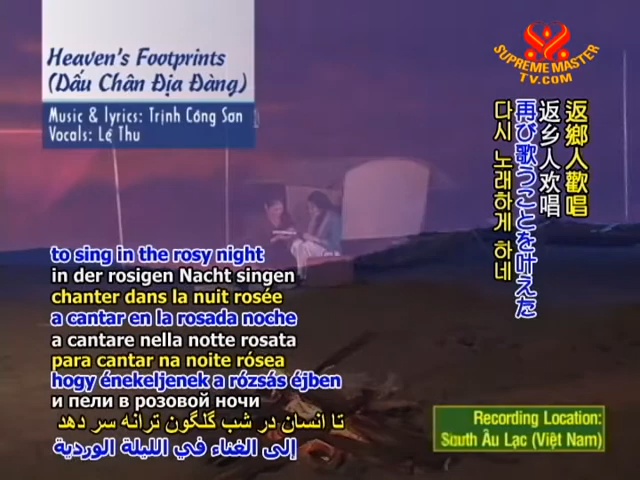 Heaven's Footprints
(Dấu Chân Địa Đàng)
Music & lyrics: Trịnh Công Sơn
Vocals: Lệ Thu
SUPREME MASTER
TV.COM
返鄉人歡唱
返乡人欢唱
再び歌うことを叶えた
다시 노래하게 하네
to sing in the rosy night
in der rosigen Nacht singen
chanter dans la nuit rosée
a cantar en la rosada noche
a cantare nella notte rosata
para cantar na noite rósea
hogy énekeljenek a rózsás éjben
и пели в розовой ночи
تا انسان در شب گلگون ترانه سر دهد
إلى الغناء في الليلة الوردية
Recording Location:
South Âu Lạc (Việt Nam)